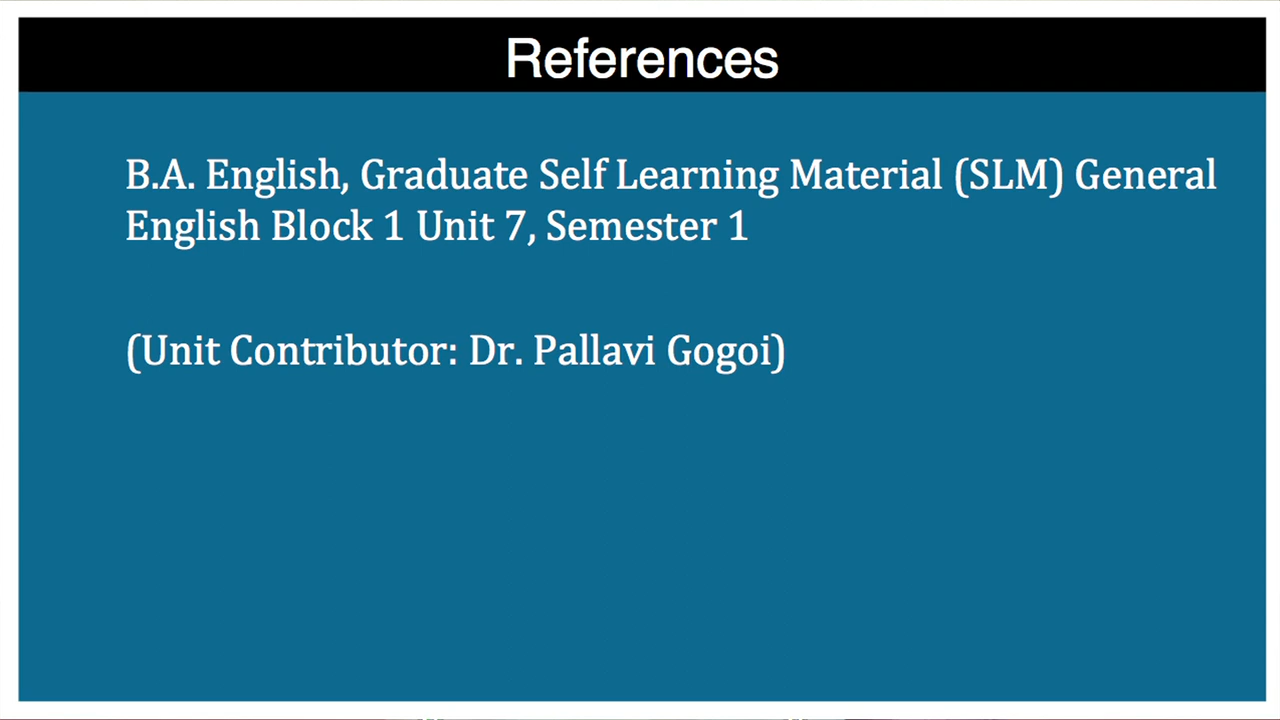 References
B.A. English, Graduate Self Learning Material (SLM) General
English Block 1 Unit 7, Semester 1
(Unit Contributor: Dr. Pallavi Gogoi)